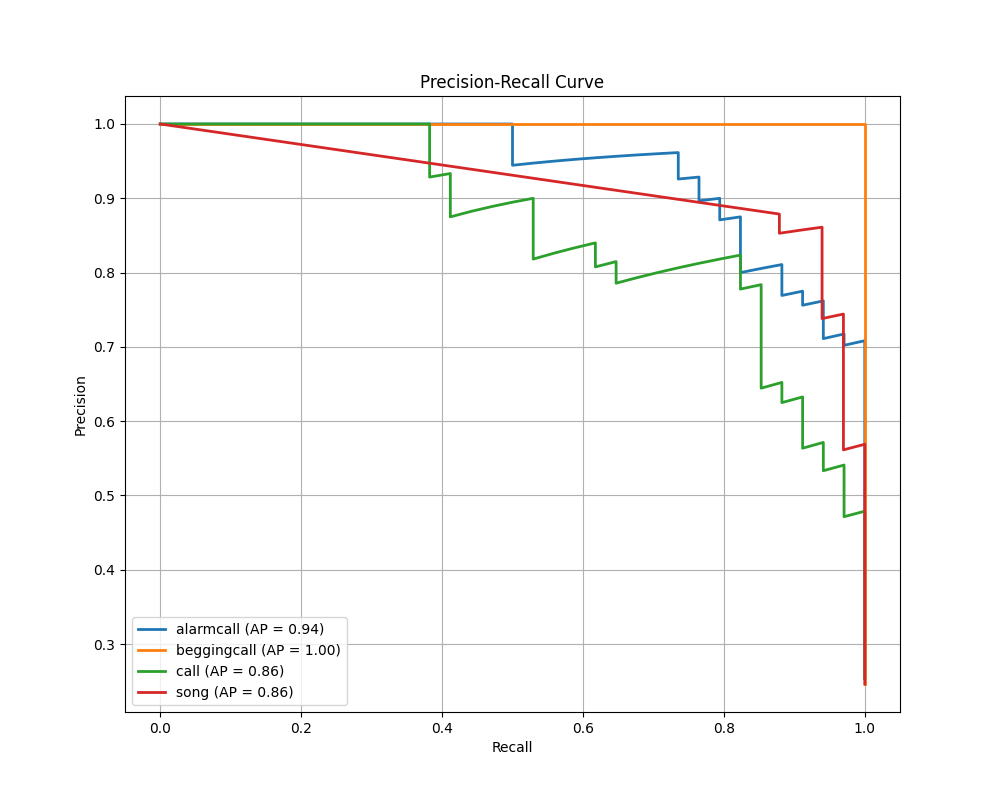 Precision-Recall Curve
1.0
0.9
0.8
0.7
0.6
0.5
0.4
0.3
Precision
alarmcall (AP = 0.94)
beggingcall (AP = 1.00)
call (AP = 0.86)
song (AP = 0.86)
0.0 0.2 0.4 0.6 0.8 1.0
Recall